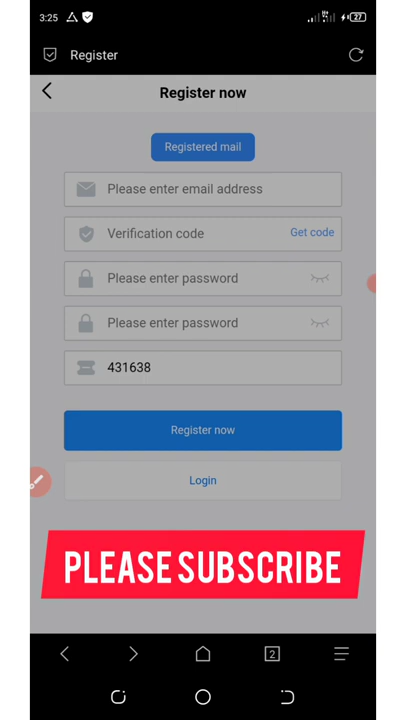 3:25
27
Register
Register now
Registered mail
Please enter email address
Verification code
Get code
Please enter password
Please enter password
431638
Register now
Login
PLEASE SUBSCRIBE
2